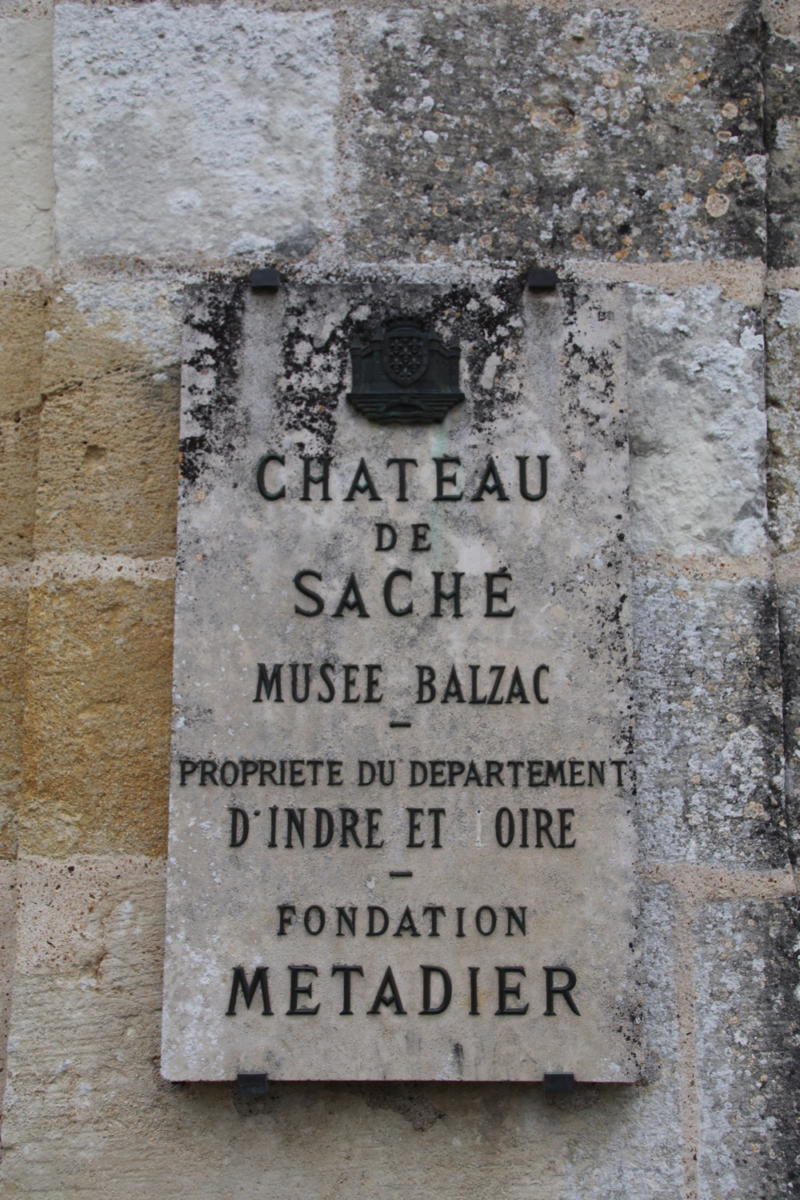 CHATEAU
DE
SACHÉ
MUSEE BALZAC
–
PROPRIETE DU DEPARTEMENT
D'INDRE ET OIRE
–
FONDATION
METADIER